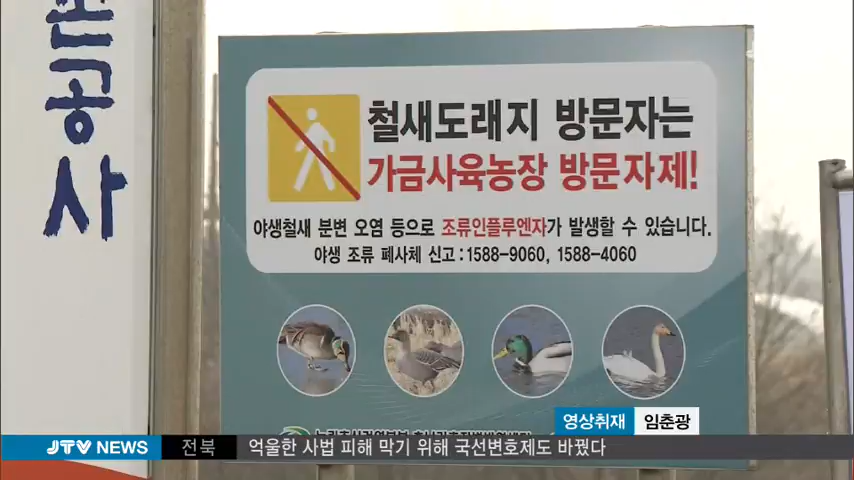 촌공사
철새도래지 방문자는
가금사육농장 방문자제!
야생철새 분변 오염 등으로 조류인플루엔자가 발생할 수 있습니다.
야생 조류 폐사체 신고 : 1588-9060, 1588-4060
영상취재 임춘광
JTV NEWS 전북 억울한 사법 피해 막기 위해 국선변호제도 바꿨다